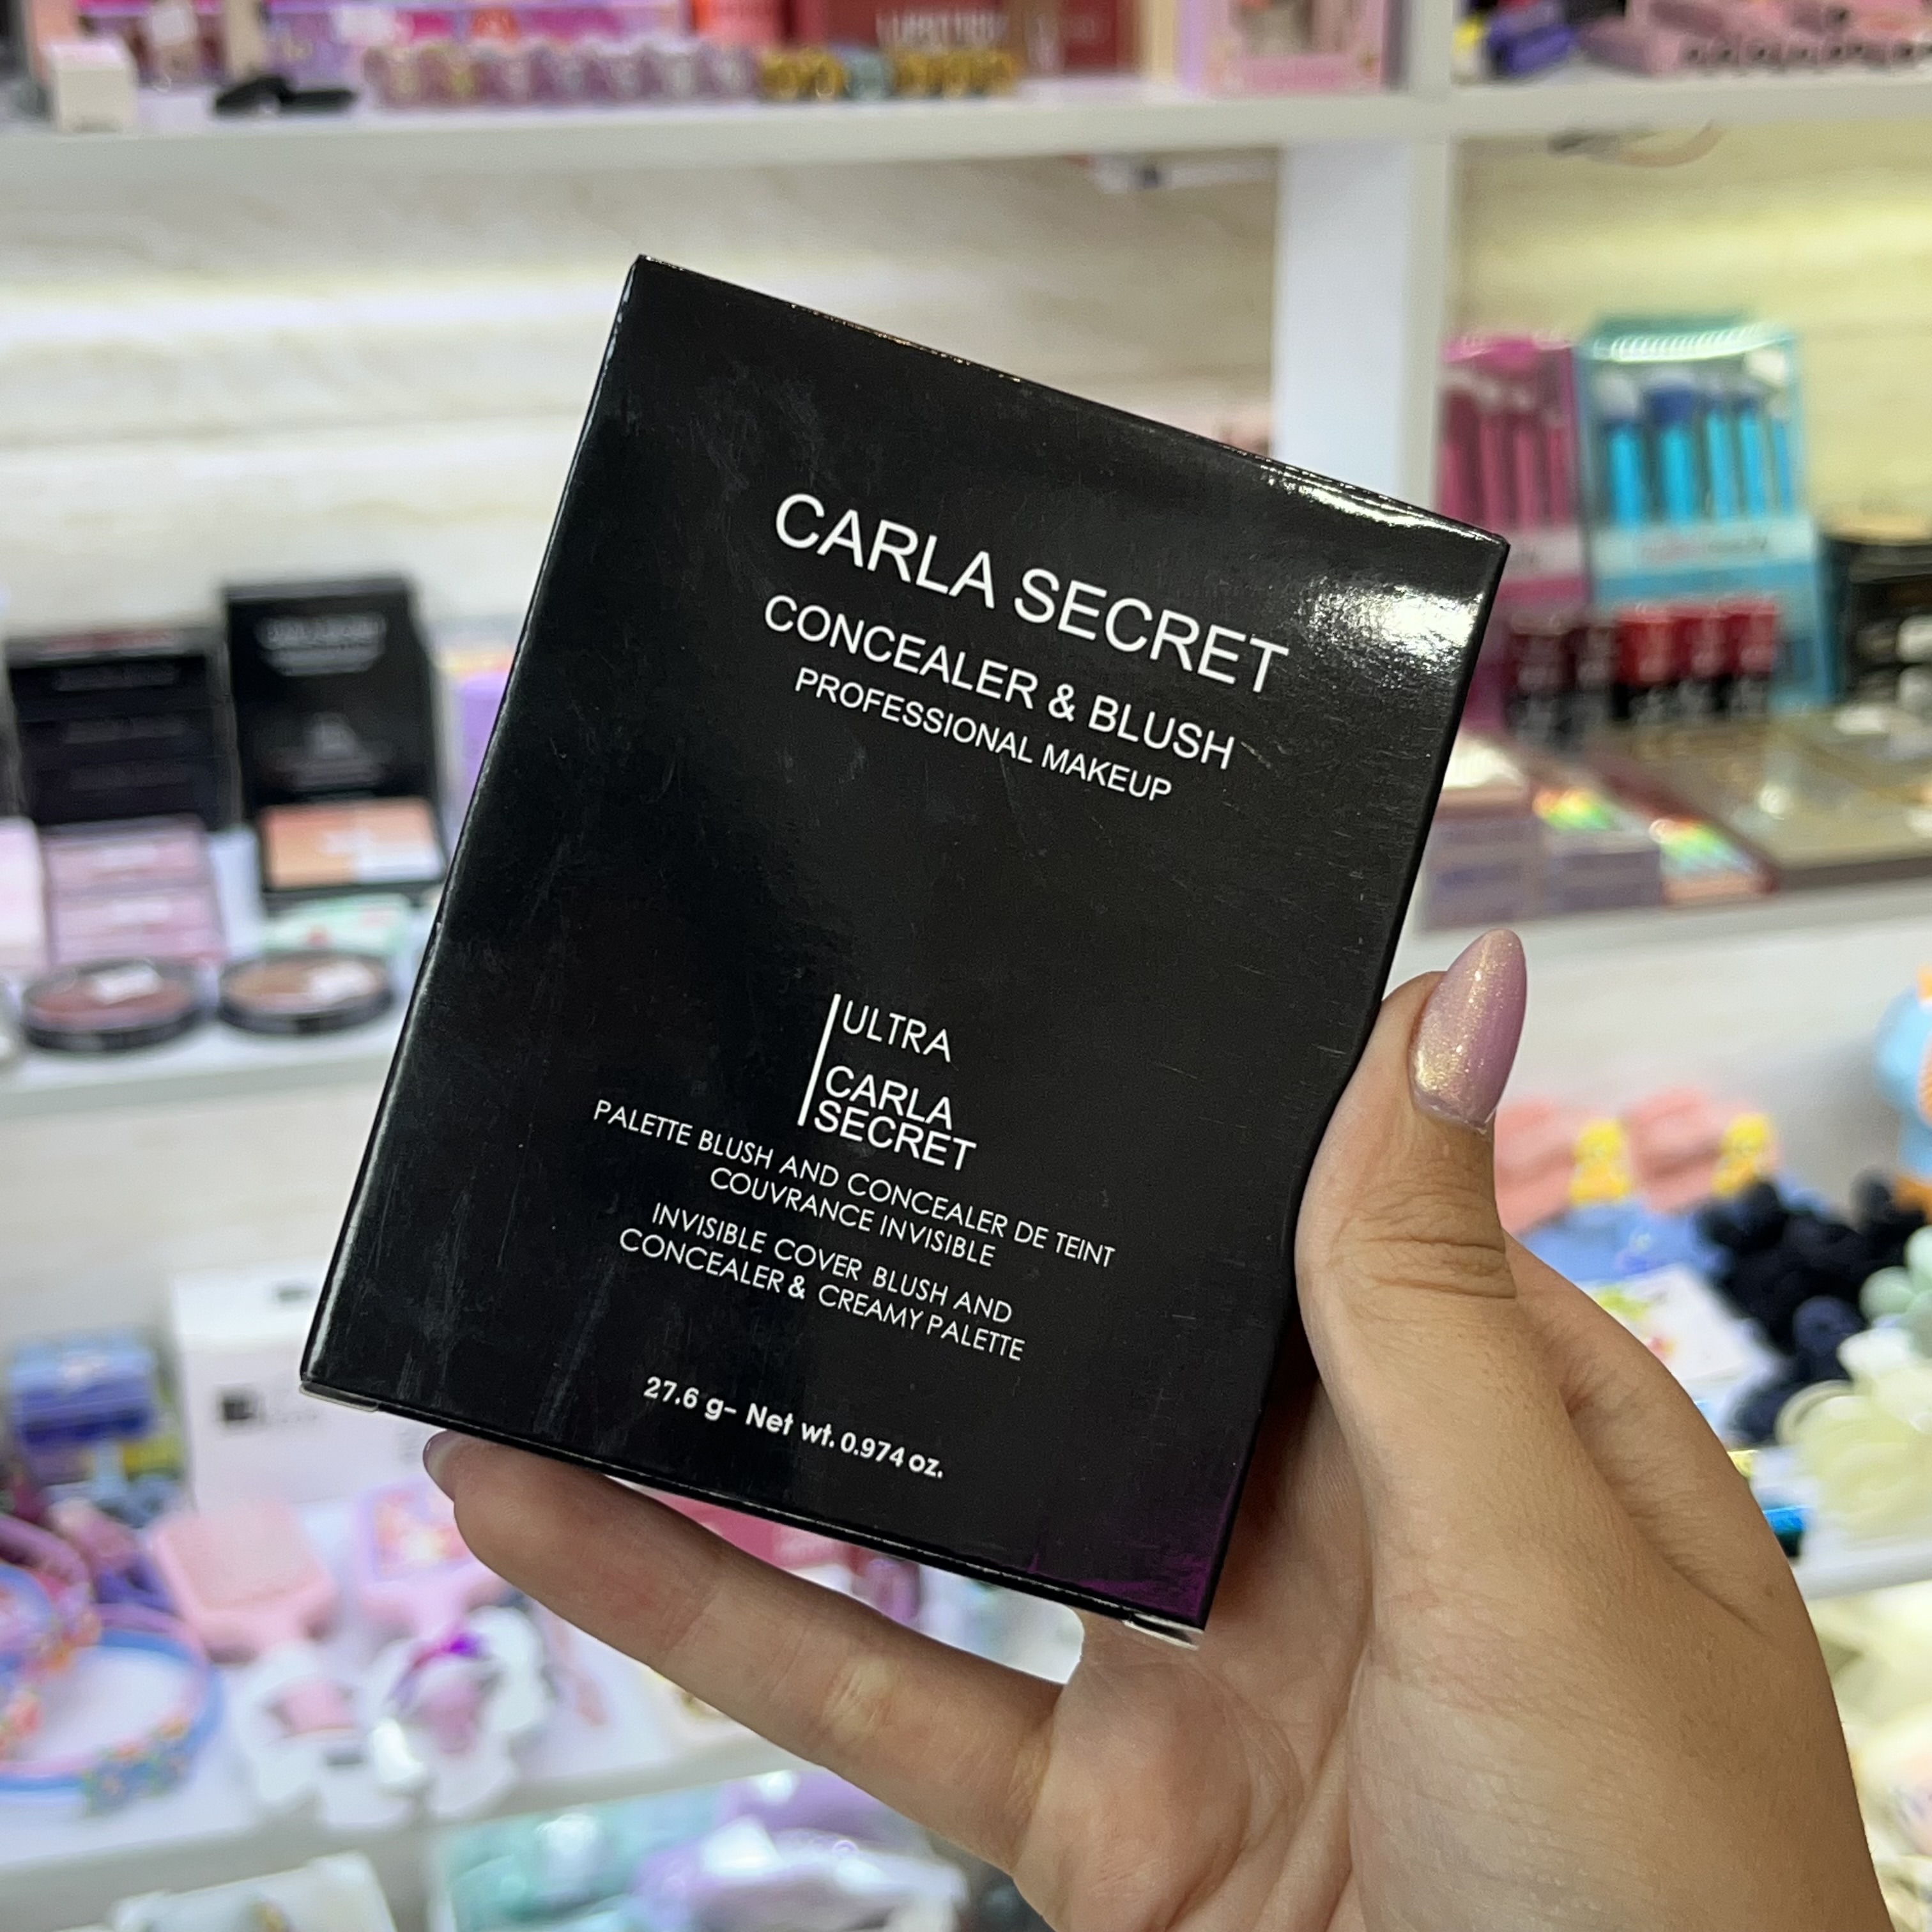 CARLA SECRET
CONCEALER & BLUSH
PROFESSIONAL MAKEUP
ULTRA
CARLA
SECRET
PALETTE BLUSH AND CONCEALER DE TEINT
COUVRANCE INVISIBLE
INVISIBLE COVER BLUSH AND
CONCEALER & CREAMY PALETTE
27.6 g- Net wt. 0.974 oz.